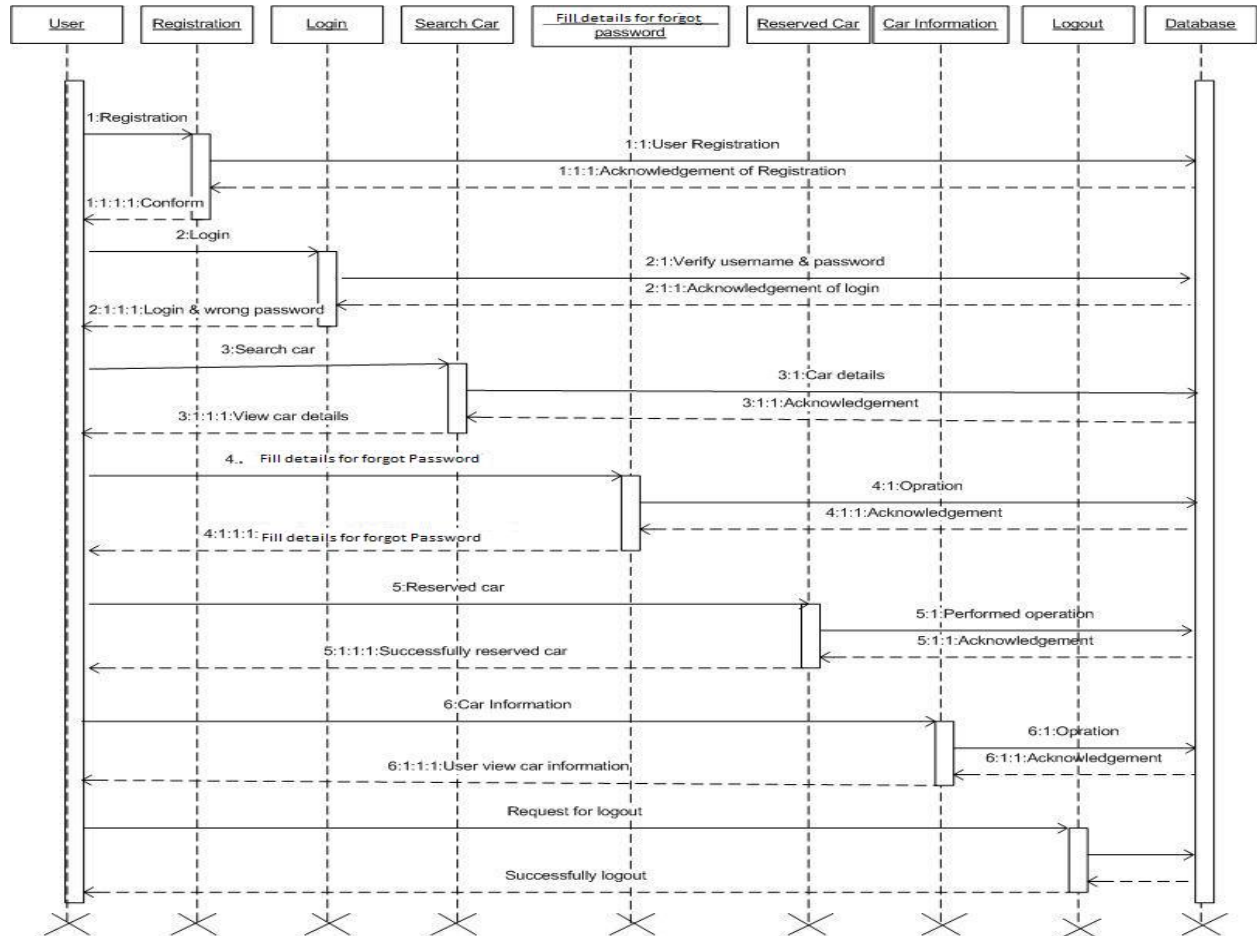 User
Registration
Login
Search Car
Fill details for forgot
password
Reserved Car
Car Information
Logout
Database
1:Registration
1:1:User Registration
1:1:1:Acknowledgement of Registration
1:1:1:1:Conform
2:Login
2:1:Verify username & password
2:1:1:Acknowledgement of login
2:1:1:1:Login & wrong password
3:Search car
3:1:Car details
3:1:1:Acknowledgement
3:1:1:1:View car details
4.. Fill details for forgot Password
4:1:Opration
4:1:1:Acknowledgement
4:1:1:1: Fill details for forgot Password
5:Reserved car
5:1:Performed operation
5:1:1:Acknowledgement
5:1:1:1:Successfully reserved car
6:Car Information
6:1:Opration
6:1:1:Acknowledgement
6:1:1:1:User view car information
Request for logout
Successfully logout